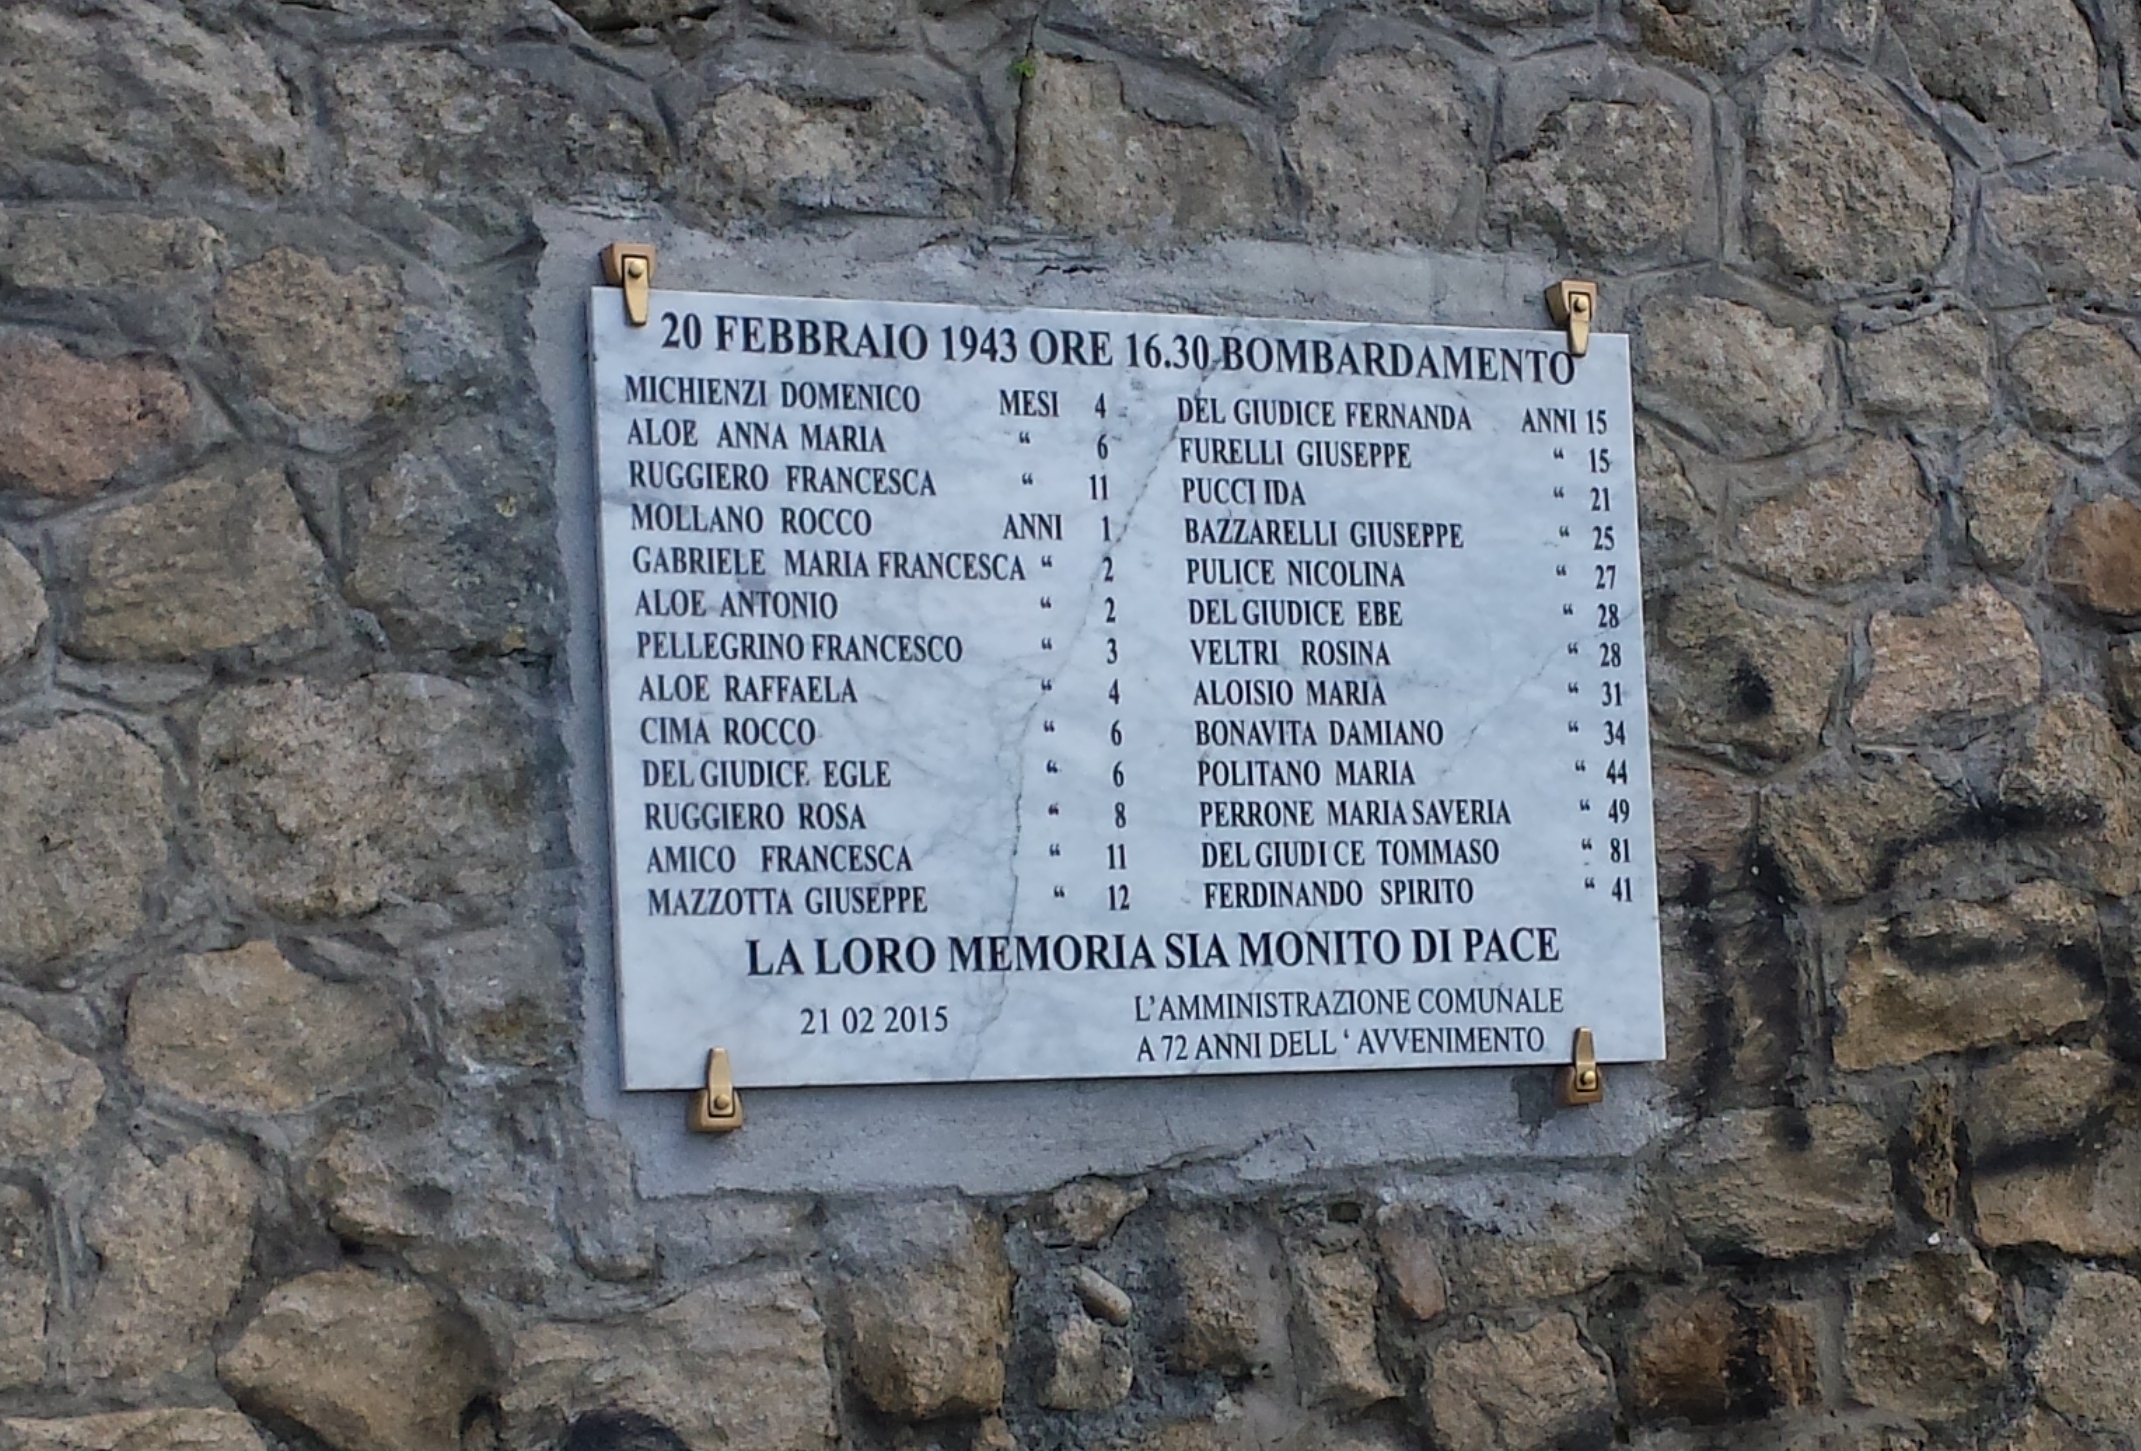 20 FEBBRAIO 1943 ORE 16.30 BOMBARDAMENTO
MICHIENZI DOMENICO MESI 4
ALOE ANNA MARIA “ 6
RUGGIERO FRANCESCA “ 11
MOLLANO ROCCO ANNI 1
GABRIELE MARIA FRANCESCA “ 2
ALOE ANTONIO “ 2
PELLEGRINO FRANCESCO “ 3
ALOE RAFFAELA “ 4
CIMA ROCCO “ 6
DEL GIUDICE EGLE “ 6
RUGGIERO ROSA “ 8
AMICO FRANCESCA “ 11
MAZZOTTA GIUSEPPE “ 12
DEL GIUDICE FERNANDA ANNI 15
FURELLI GIUSEPPE “ 15
PUCCI IDA “ 21
BAZZARELLI GIUSEPPE “ 25
PULICE NICOLINA “ 27
DEL GIUDICE EBE “ 28
VELTRI ROSINA “ 28
ALOISIO MARIA “ 31
BONAVITA DAMIANO “ 34
POLITANO MARIA “ 44
PERRONE MARIA SAVERIA “ 49
DEL GIUDICE TOMMASO “ 81
FERDINANDO SPIRITO “ 41
LA LORO MEMORIA SIA MONITO DI PACE
21 02 2015
L’AMMINISTRAZIONE COMUNALE
A 72 ANNI DELL ‘ AVVENIMENTO